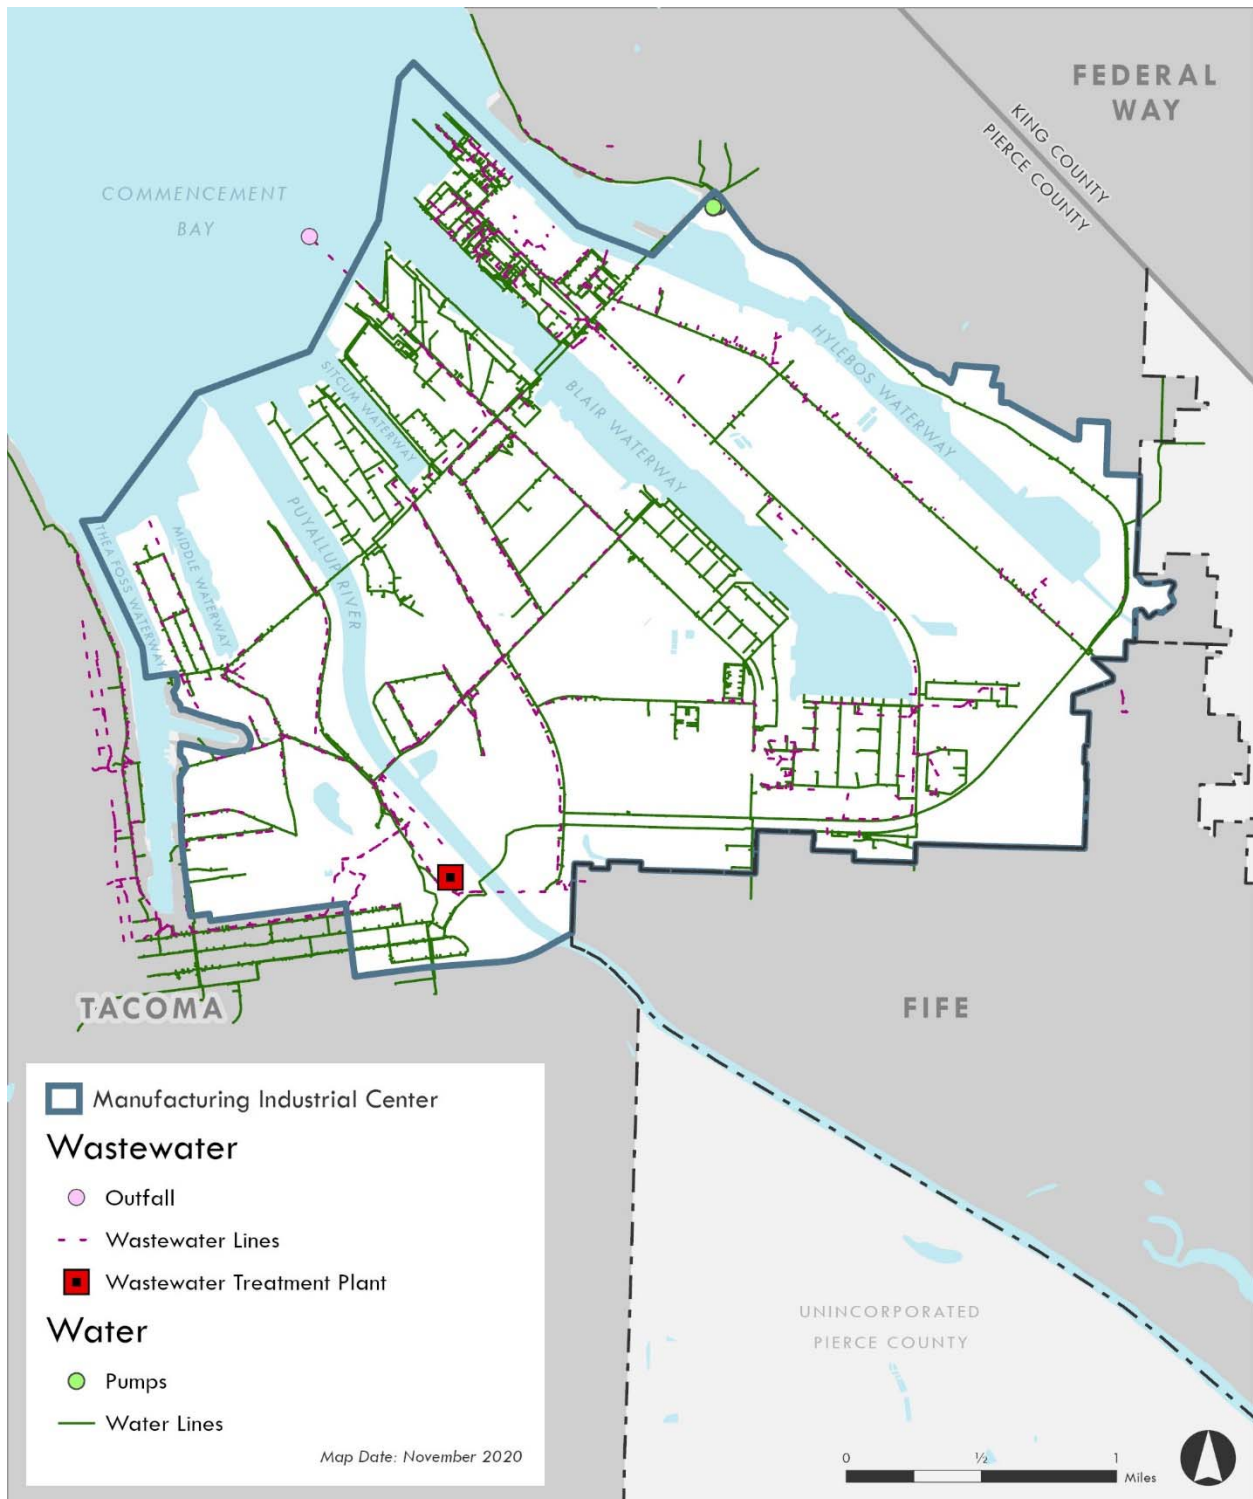 FEDERAL
WAY
KING COUNTY
PIERCE COUNTY
COMMENCEMENT
BAY
HYLEBOS WATERWAY
SITCUM WATERWAY
BLAIR WATERWAY
PUYALLUP RIVER
MIDDLE WATERWAY
THEA FOSS WATERWAY
TACOMA
FIFE
Manufacturing Industrial Center
Wastewater
Outfall
Wastewater Lines
Wastewater Treatment Plant
Water
Pumps
Water Lines
Map Date: November 2020
UNINCORPORATED
PIERCE COUNTY
0 ½ 1
Miles